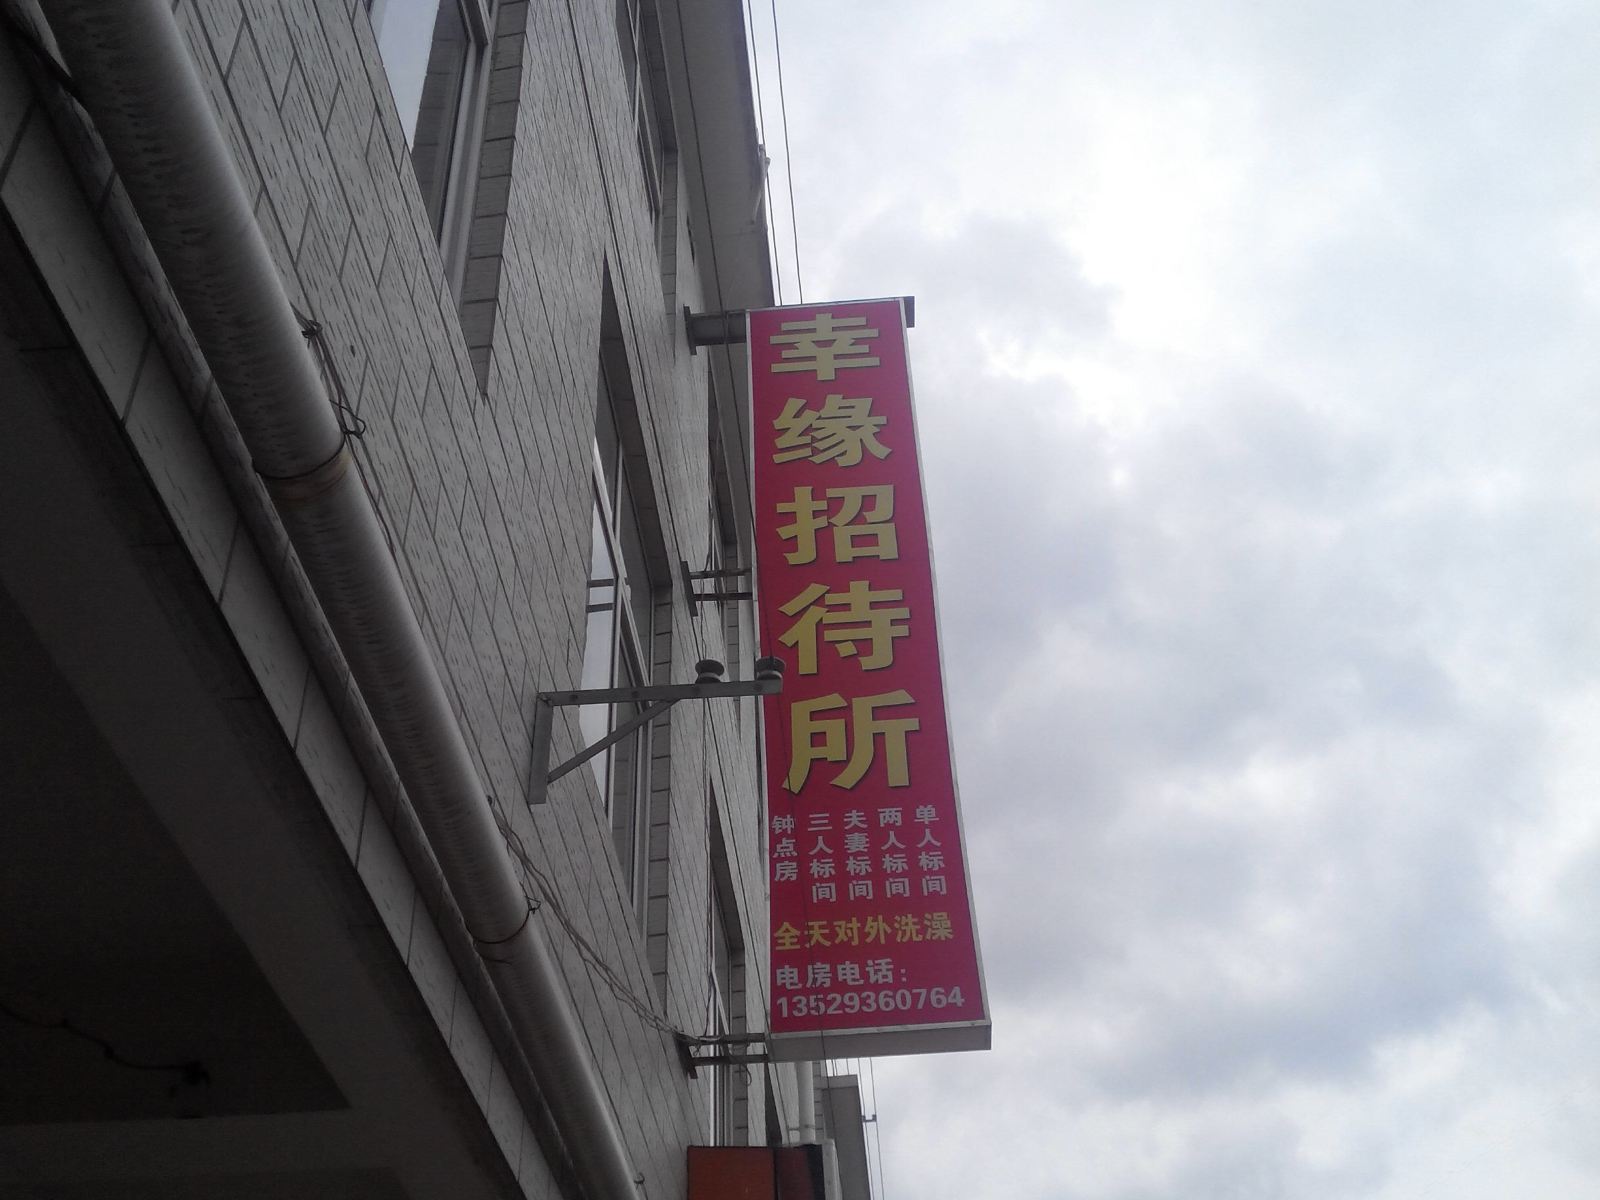 幸缘招待所
单人标间
两人标间
夫妻标间
三人标间
钟点房
全天对外洗澡
电房电话：
13529360764